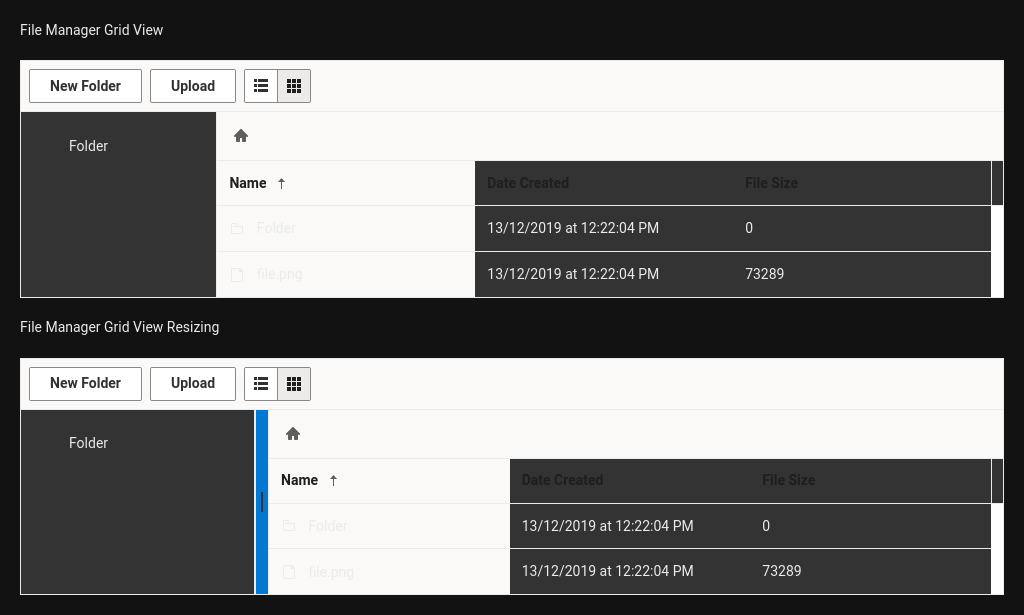 File Manager Grid View
New Folder Upload
Folder
Name Date Created File Size
Folder 13/12/2019 at 12:22:04 PM 0
file.png 13/12/2019 at 12:22:04 PM 73289
File Manager Grid View Resizing
New Folder Upload
Folder
Name Date Created File Size
Folder 13/12/2019 at 12:22:04 PM 0
file.png 13/12/2019 at 12:22:04 PM 73289